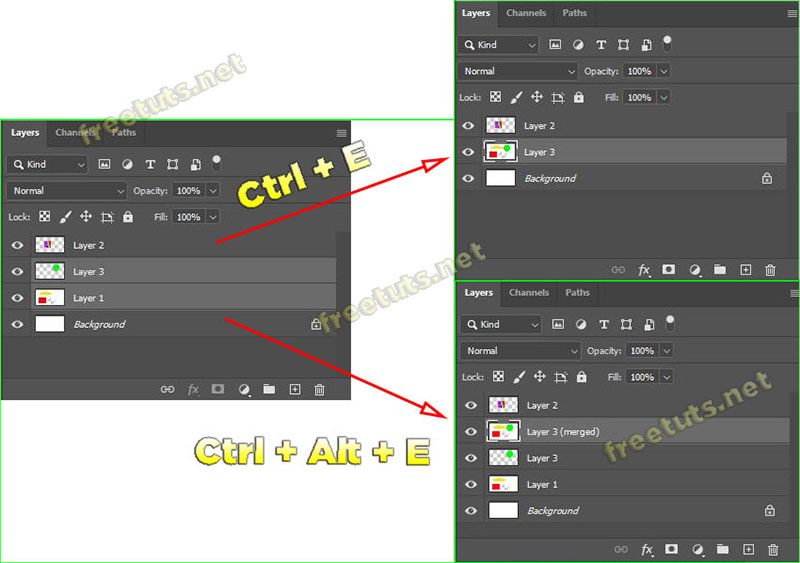 Layers Channels Paths
Kind
Normal Opacity: 100%
Lock: Fill: 100%
Layer 2
Layer 3
Layer 1
Background
Ctrl + E
Ctrl + Alt + E
Layers Channels Paths
Kind
Normal Opacity: 100%
Lock: Fill: 100%
Layer 2
Layer 3
Background
Layers Channels Paths
Kind
Normal Opacity: 100%
Lock: Fill: 100%
Layer 2
Layer 3 (merged)
Layer 3
Layer 1
Background
freetuts.net
freetuts.net
freetuts.net